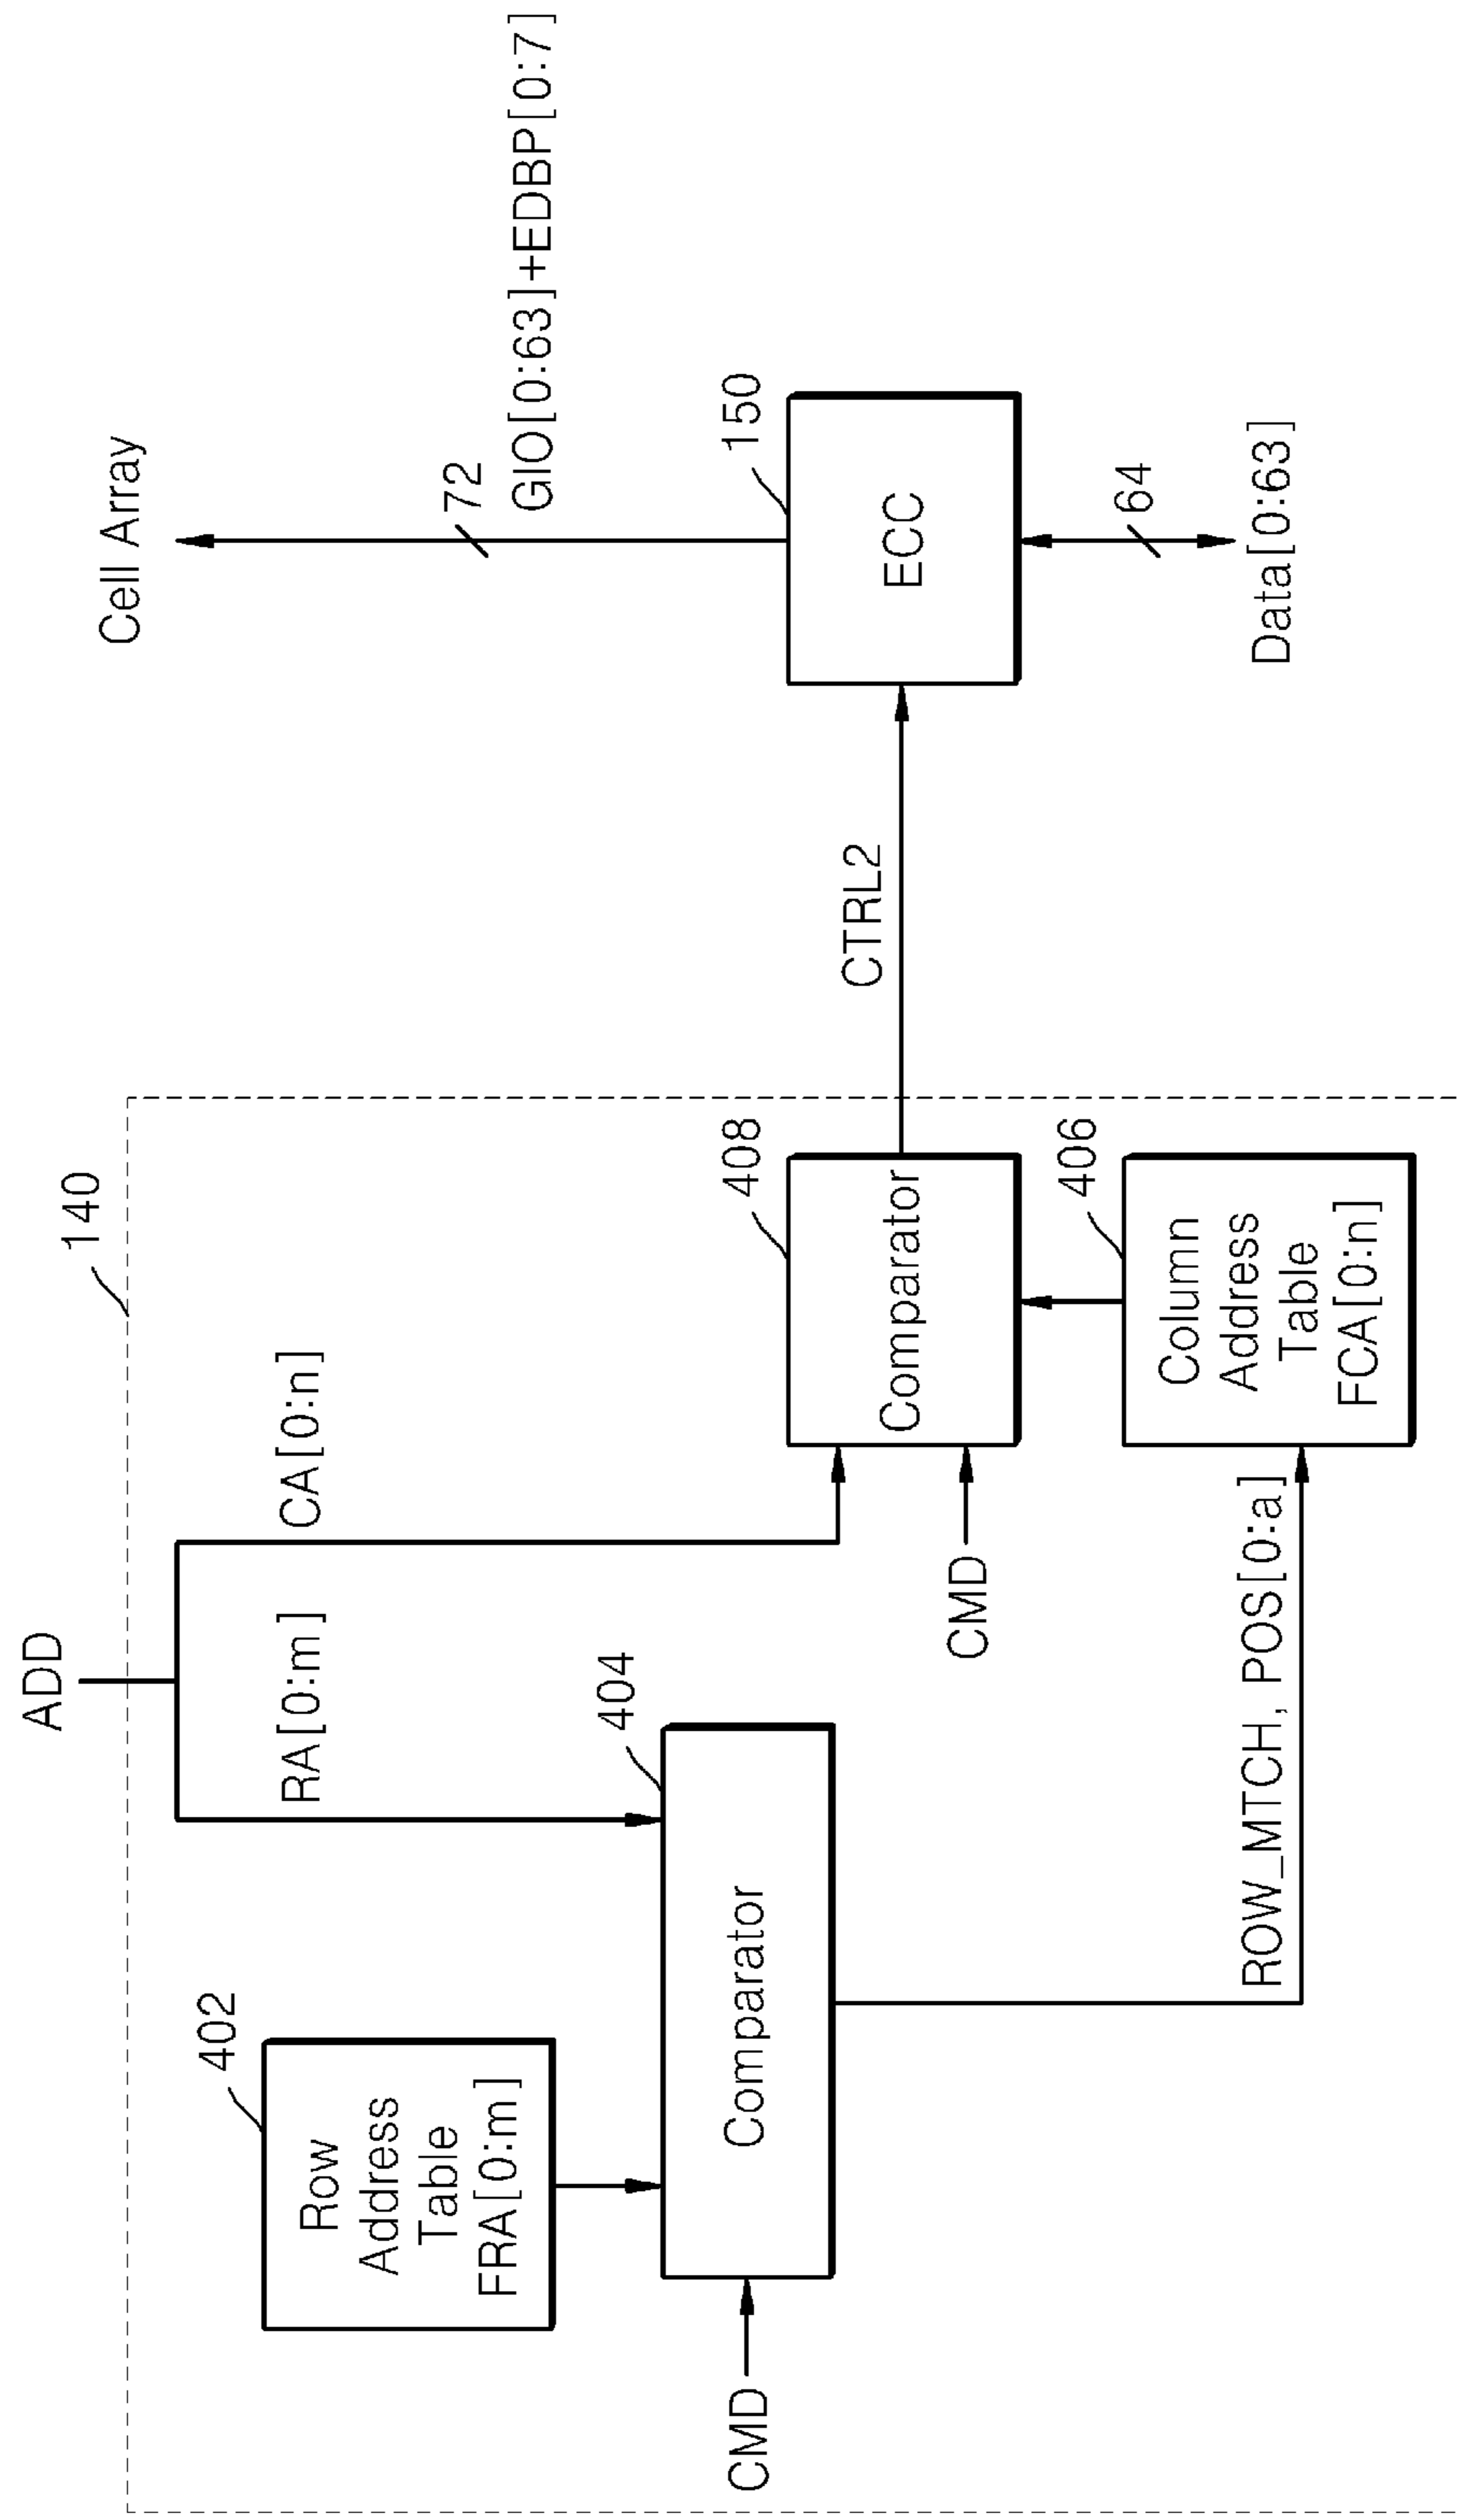 ADD
140
RA[0:m]
CA[0:n]
402
Row
Address
Table
FRA[0:m]
404
Comparator
CMD
CMD
408
Comparator
406
Column
Address
Table
FCA[0:n]
ROW_MTCH, POS[0:a]
CTRL2
Cell Array
72
GIO[0:63]+EDBP[0:7]
150
ECC
64
Data[0:63]